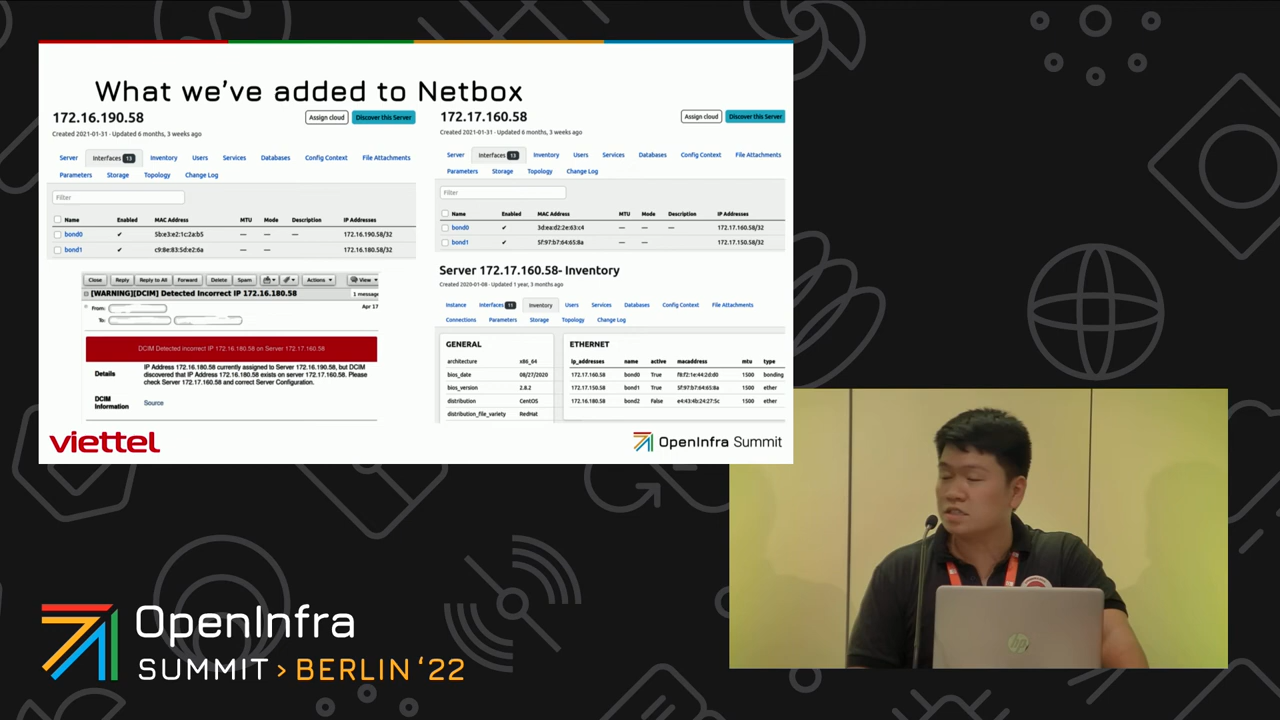 What we've added to Netbox
172.16.190.58
Assign cloud
Discover this Server
Created 2021-01-31 · Updated 6 months, 3 weeks ago
Server Interfaces 13 Inventory Users Services Databases Config Context File Attachments
Parameters Storage Topology Change Log
Filter
Name Enabled MAC Address MTU Mode Description IP Addresses
bond0 ✔ 5b:e3:e2:1c:2a:b5 — — — 172.16.190.58/32
bond1 ✔ c9:8e:83:5d:e2:6a — — 172.16.180.58/32
Close Reply Reply to All Forward Delete Spam Actions View
[WARNING][DCIM] Detected Incorrect IP 172.16.180.58 1 message
From: Apr 17
To:
DCIM Detected incorrect IP 172.16.180.58 on Server 172.17.160.58
Details
IP Address 172.16.180.58 currently assigned to Server 172.16.190.58, but DCIM
discovered that IP Address 172.16.180.58 exists on server 172.17.160.58. Please
check Server 172.17.160.58 and correct Server Configuration.
DCIM
Information
Source
172.17.160.58
Assign cloud
Discover this Server
Created 2021-01-31 · Updated 6 months, 3 weeks ago
Server Interfaces 13 Inventory Users Services Databases Config Context File Attachments
Parameters Storage Topology Change Log
Filter
Name Enabled MAC Address MTU Mode Description IP Addresses
bond0 ✔ 3d:ea:d2:2e:63:c4 — — — 172.17.160.58/32
bond1 ✔ 5f:97:b7:64:65:8a — — 172.17.150.58/32
Server 172.17.160.58- Inventory
Created 2020-01-08 · Updated 1 year, 3 months ago
Instance Interfaces 11 Inventory Users Services Databases Config Context File Attachments
Connections Parameters Storage Topology Change Log
GENERAL
architecture x86_64
bios_date 08/27/2020
bios_version 2.8.2
distribution CentOS
distribution_file_variety RedHat
ETHERNET
ip_addresses name active macaddress mtu type
172.17.160.58 bond0 True f8:f2:1e:44:2d:d0 1500 bonding
172.17.150.58 bond1 True 5f:97:b7:64:65:8a 1500 ether
172.16.180.58 bond2 False e4:43:4b:24:27:5c 1500 ether
viettel
OpenInfra Summit
OpenInfra
SUMMIT > BERLIN '22
hp